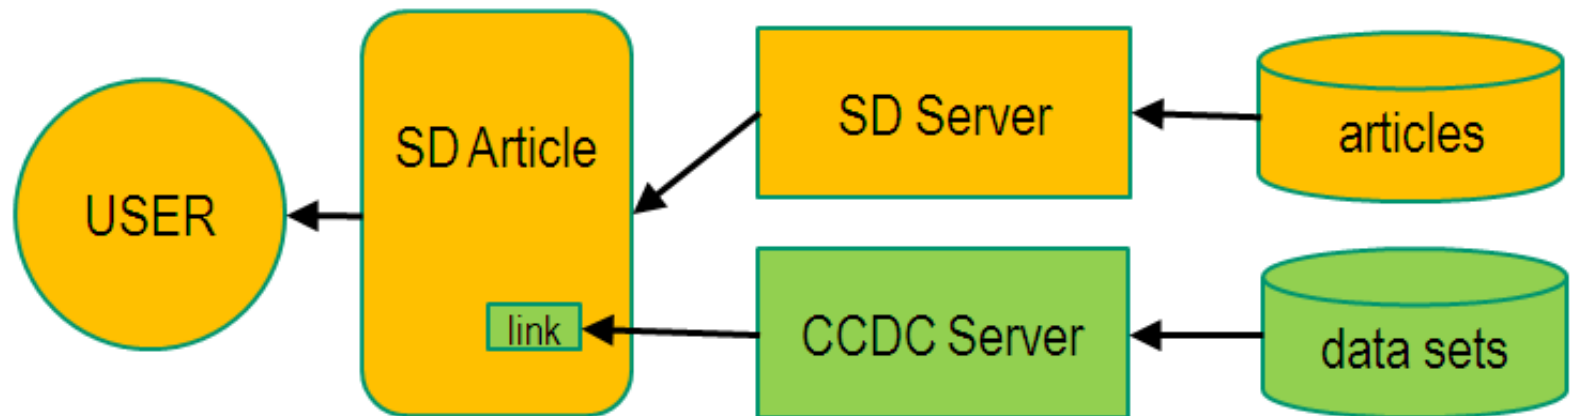 USER
SD Article
link
SD Server
CCDC Server
articles
data sets